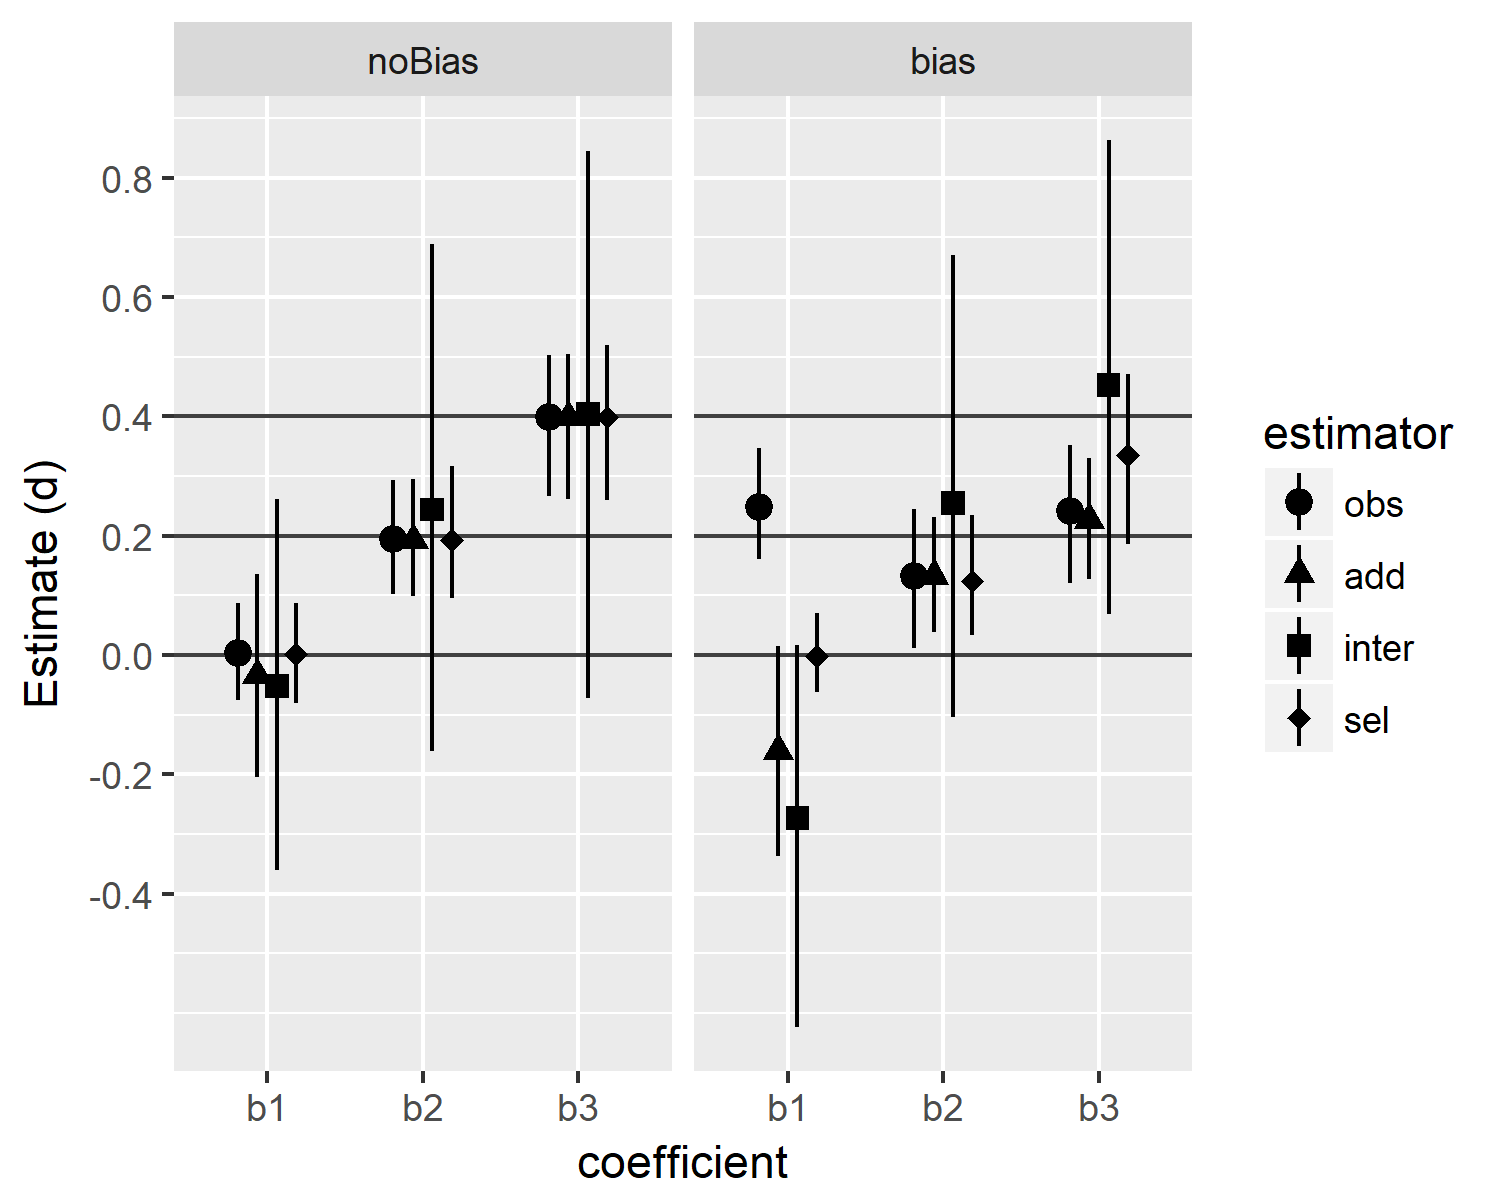 noBias
bias
0.8
0.6
0.4
0.2
0.0
-0.2
-0.4
Estimate (d)
b1 b2 b3
b1 b2 b3
coefficient
estimator
obs
add
inter
sel